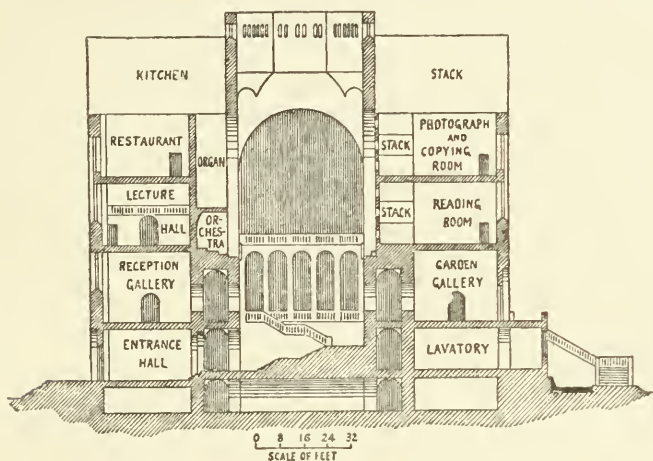 KITCHEN
STACK
RESTAURANT
ORGAN
STACK
PHOTOGRAPH
AND
COPYING
ROOM
LECTURE
HALL
OR-
CHES-
TRA
STACK
READING
ROOM
RECEPTION
GALLERY
GARDEN
GALLERY
ENTRANCE
HALL
LAVATORY
0 8 16 24 32
SCALE OF FEET